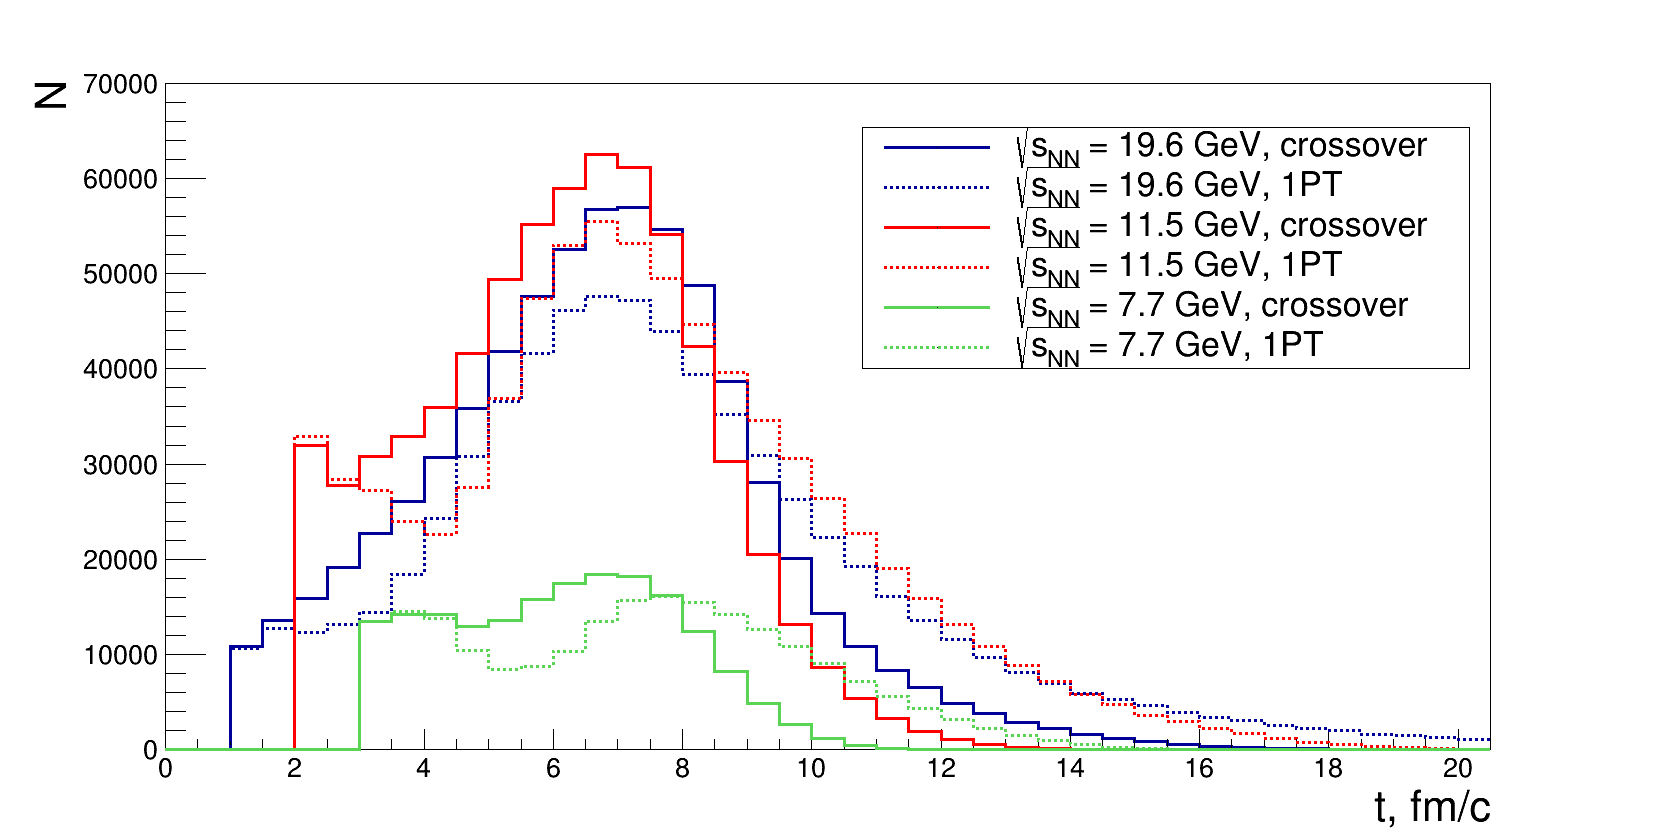 N
70000
60000
50000
40000
30000
20000
10000
0
√sNN = 19.6 GeV, crossover
√sNN = 19.6 GeV, 1PT
√sNN = 11.5 GeV, crossover
√sNN = 11.5 GeV, 1PT
√sNN = 7.7 GeV, crossover
√sNN = 7.7 GeV, 1PT
0 2 4 6 8 10 12 14 16 18 20
t, fm/c